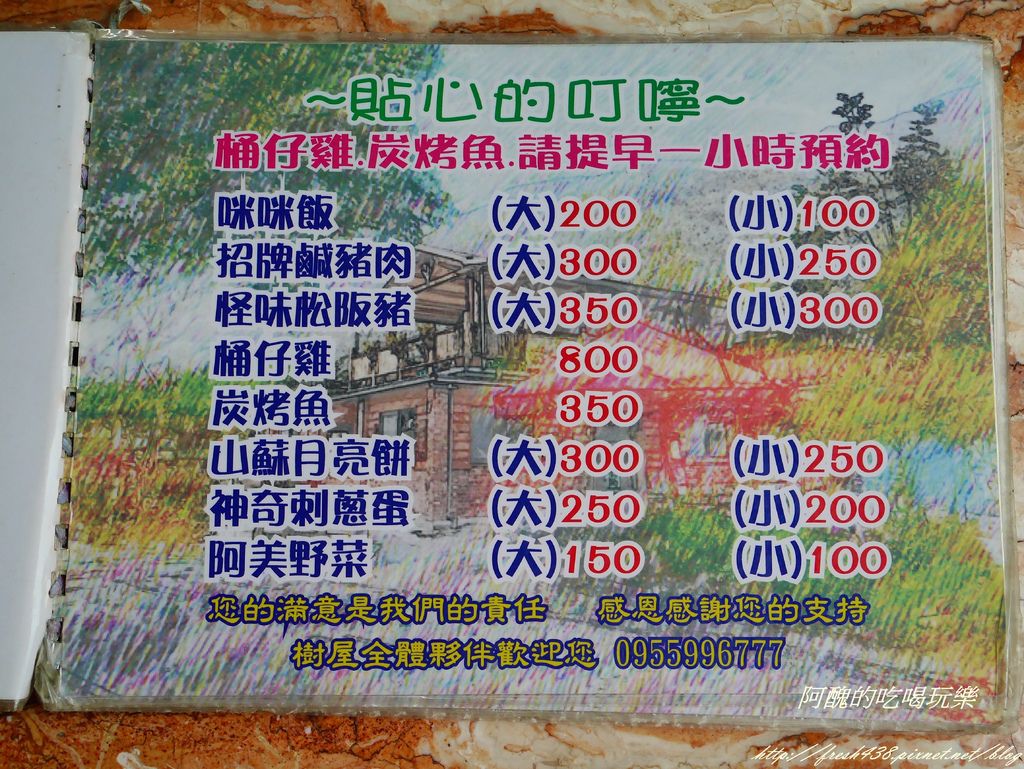 ~貼心的叮嚀~
桶仔雞.炭烤魚.請提早一小時預約
咪咪飯 (大)200 (小)100
招牌鹹豬肉 (大)300 (小)250
怪味松阪豬 (大)350 (小)300
桶仔雞 800
炭烤魚 350
山蘇月亮餅 (大)300 (小)250
神奇刺蔥蛋 (大)250 (小)200
阿美野菜 (大)150 (小)100
您的滿意是我們的責任 感恩感謝您的支持
樹屋全體夥伴歡迎您 0955996777
阿醜的吃喝玩樂
http://fresh438.pixnet.net/blog